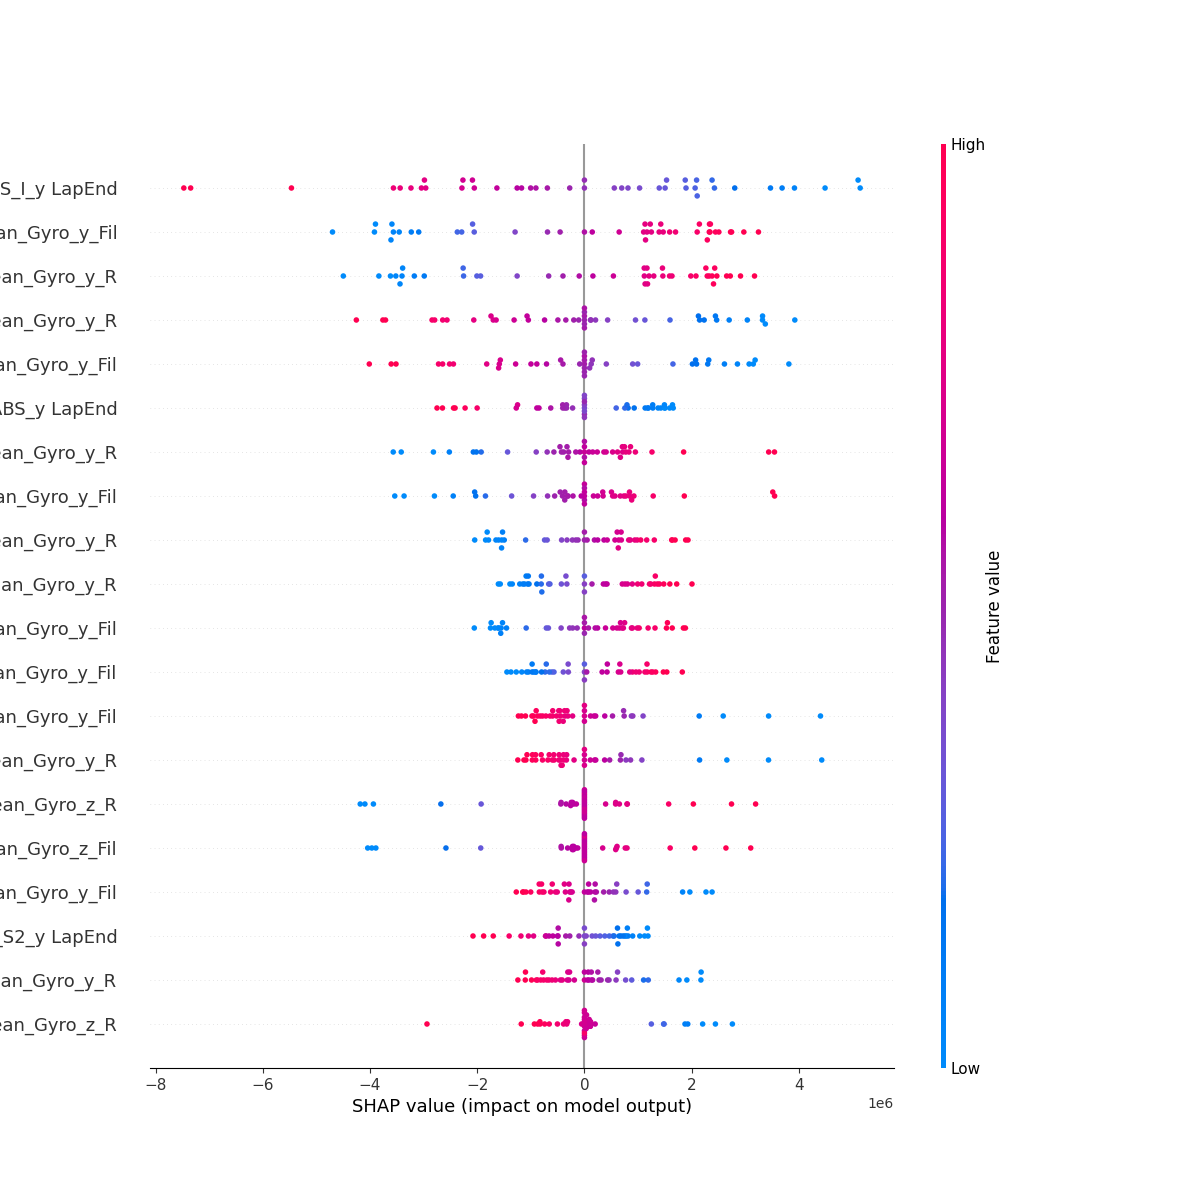 High
S_I_y LapEnd
an_Gyro_y_Fil
ean_Gyro_y_R
ean_Gyro_y_R
an_Gyro_y_Fil
ABS_y LapEnd
ean_Gyro_y_R
an_Gyro_y_Fil
ean_Gyro_y_R
an_Gyro_y_R
an_Gyro_y_Fil
an_Gyro_y_Fil
an_Gyro_y_Fil
ean_Gyro_y_R
ean_Gyro_z_R
an_Gyro_z_Fil
an_Gyro_y_Fil
_S2_y LapEnd
an_Gyro_y_R
ean_Gyro_z_R
Feature value
Low
−8 −6 −4 −2 0 2 4
1e6
SHAP value (impact on model output)